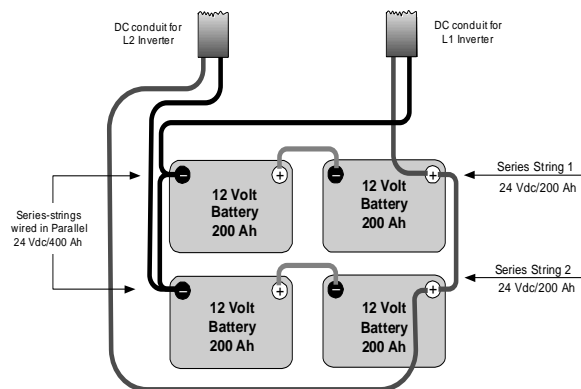 DC conduit for
L2 Inverter
DC conduit for
L1 Inverter
Series String 1
24 Vdc/200 Ah
12 Volt
Battery
200 Ah
12 Volt
Battery
200 Ah
Series-strings
wired in Parallel
24 Vdc/400 Ah
Series String 2
24 Vdc/200 Ah
12 Volt
Battery
200 Ah
12 Volt
Battery
200 Ah